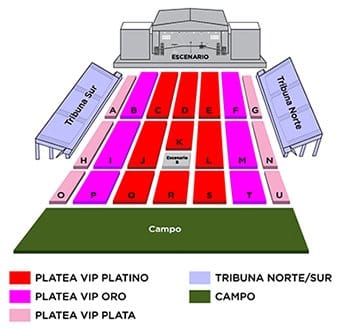 ESCENARIO
Tribuna Sur
Tribuna Norte
A B C D E F G
K
H I J Escenario B L M N
O P Q R S T U
Campo
PLATEA VIP PLATINO
PLATEA VIP ORO
PLATEA VIP PLATA
TRIBUNA NORTE/SUR
CAMPO